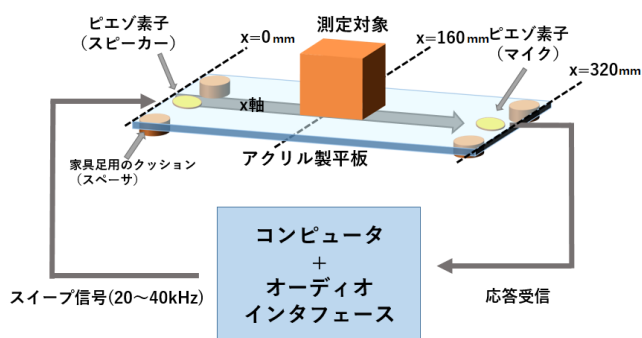 ピエゾ素子
（スピーカー）
x=0mm
測定対象
x=160mm
ピエゾ素子
（マイク）
x=320mm
x軸
家具足用のクッション
（スペーサ）
アクリル製平板
コンピュータ
+
オーディオ
インタフェース
スイープ信号(20～40kHz)
応答受信